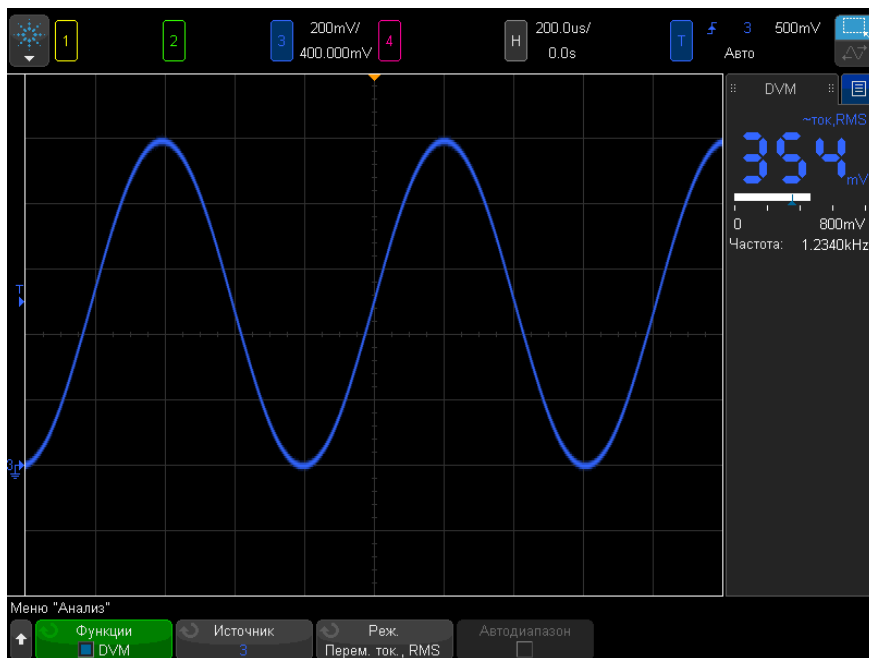 1
2
3
200mV/
400.000mV
4
H
200.0us/
0.0s
T
3
500mV
Авто
DVM
~ток,RMS
354
mV
0
800mV
Частота:
1.2340kHz
T
3
Меню "Анализ"
Функции
DVM
Источник
3
Реж.
Перем. ток., RMS
Автодиапазон